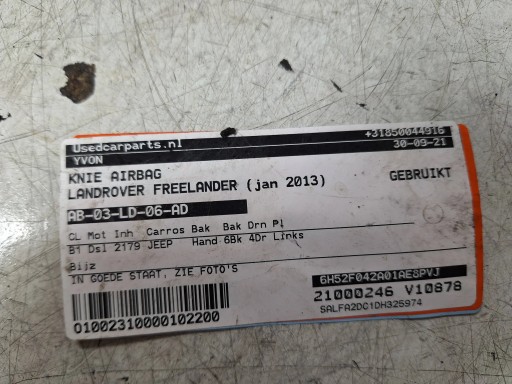 Usedcarparts.nl +31850044916
YVON 30-09-21
KNIE AIRBAG
LANDROVER FREELANDER (jan 2013) GEBRUIKT
AB-03-LD-06-AD
CL Mot Inh Carros Bak Bak Drn Pl
B1 Dsl 2179 JEEP Hand 6Bk 4Dr Links
Bijz
IN GOEDE STAAT, ZIE FOTO'S
6H52F042A01AE8PVJ
21000246 V10878
SALFA2DC1DH325974
01002310000102200